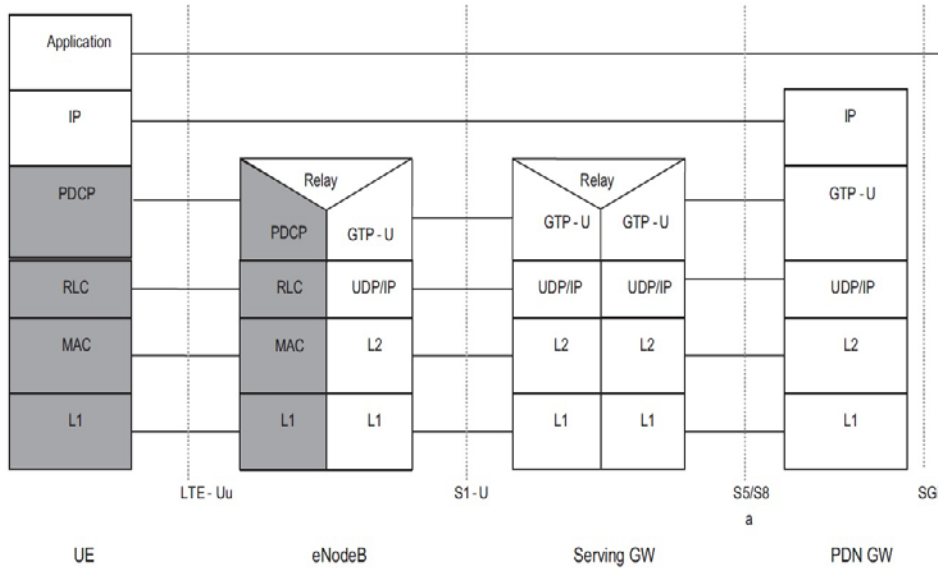 Application
IP
IP
Relay
Relay
PDCP
GTP - U
PDCP
GTP - U
GTP - U
GTP - U
RLC
RLC
UDP/IP
UDP/IP
UDP/IP
UDP/IP
MAC
MAC
L2
L2
L2
L2
L1
L1
L1
L1
L1
L1
LTE - Uu
S1 - U
S5/S8
a
SG
UE
eNodeB
Serving GW
PDN GW